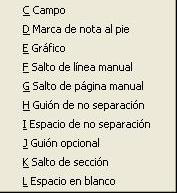 C Campo
D Marca de nota al pie
E Gráfico
F Salto de línea manual
G Salto de página manual
H Guión de no separación
I Espacio de no separación
J Guión opcional
K Salto de sección
L Espacio en blanco